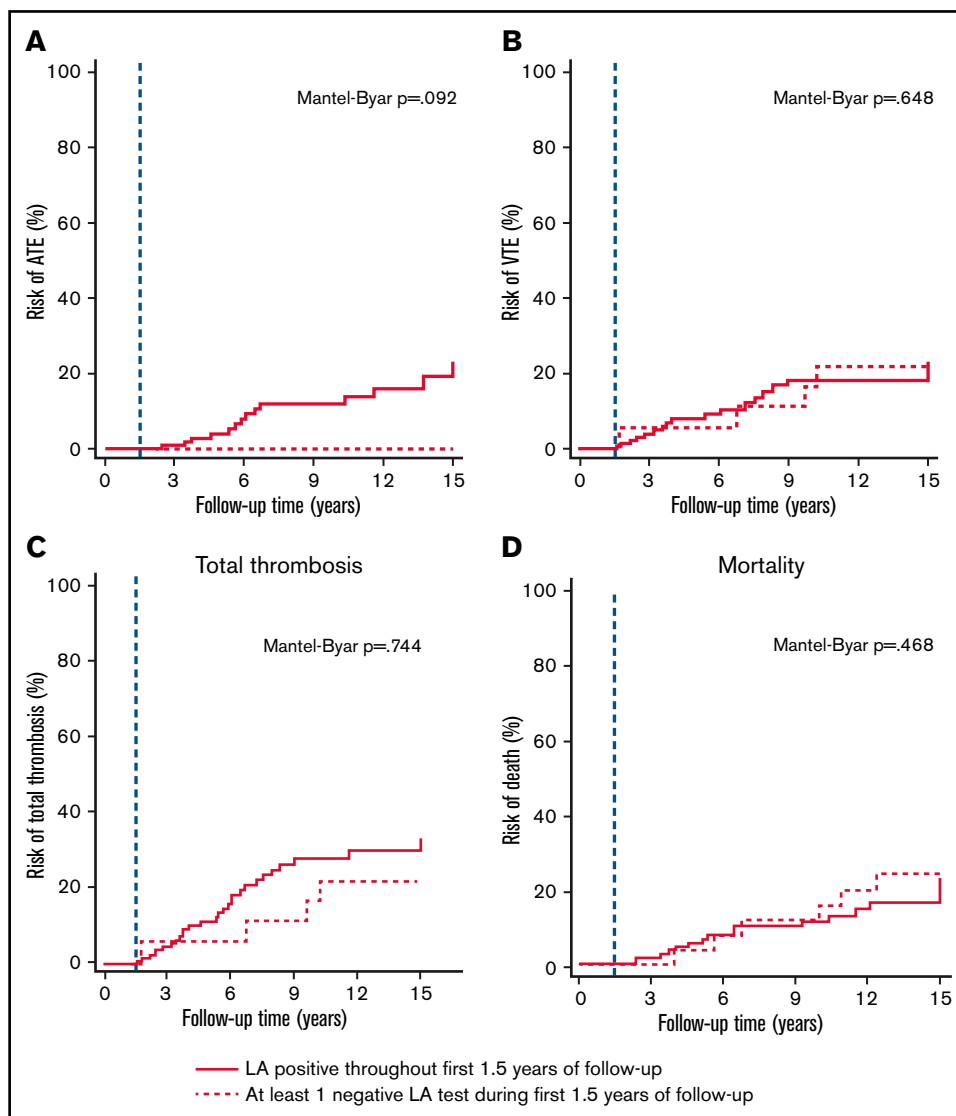 A
100
80
60
40
20
0
Risk of ATE (%)
Mantel-Byar p=.092
0 3 6 9 12 15
Follow-up time (years)
B
100
80
60
40
20
0
Risk of VTE (%)
Mantel-Byar p=.648
0 3 6 9 12 15
Follow-up time (years)
C
Total thrombosis
100
80
60
40
20
0
Risk of total thrombosis (%)
Mantel-Byar p=.744
0 3 6 9 12 15
Follow-up time (years)
D
Mortality
100
80
60
40
20
0
Risk of death (%)
Mantel-Byar p=.468
0 3 6 9 12 15
Follow-up time (years)
LA positive throughout first 1.5 years of follow-up
At least 1 negative LA test during first 1.5 years of follow-up